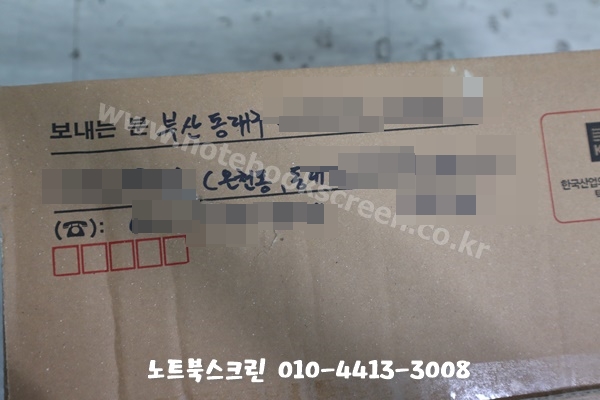 보내는 분 부산 동래구
(온천동, 동래
(☎):
www.notebookscreen.co.kr
한국산업
노트북스크린 010-4413-3008